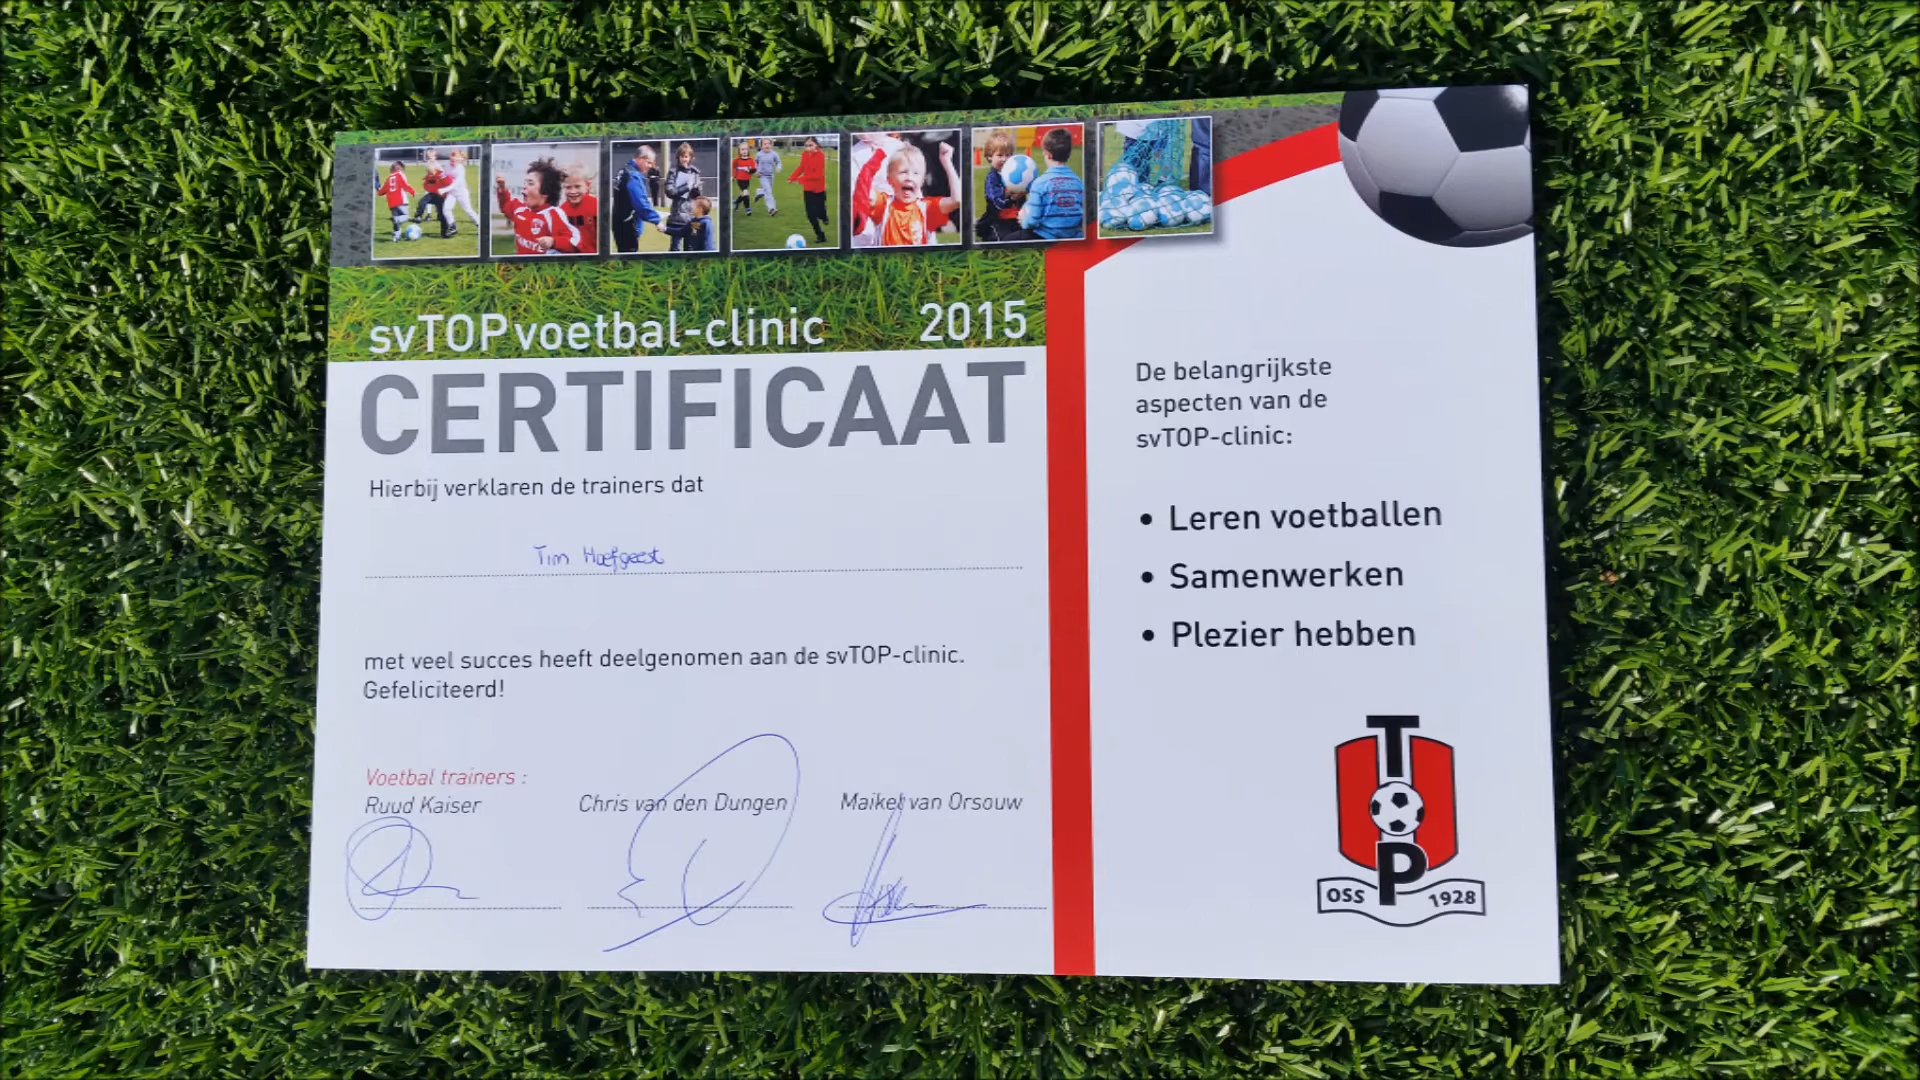 svTOPvoetbal-clinic 2015
CERTIFICAAT
Hierbij verklaren de trainers dat
Tim Hoefgeest
met veel succes heeft deelgenomen aan de svTOP-clinic.
Gefeliciteerd!
Voetbal trainers :
Ruud Kaiser
Chris van den Dungen
Maikel van Orsouw
De belangrijkste
aspecten van de
svTOP-clinic:
• Leren voetballen
• Samenwerken
• Plezier hebben
TOP
OSS 1928